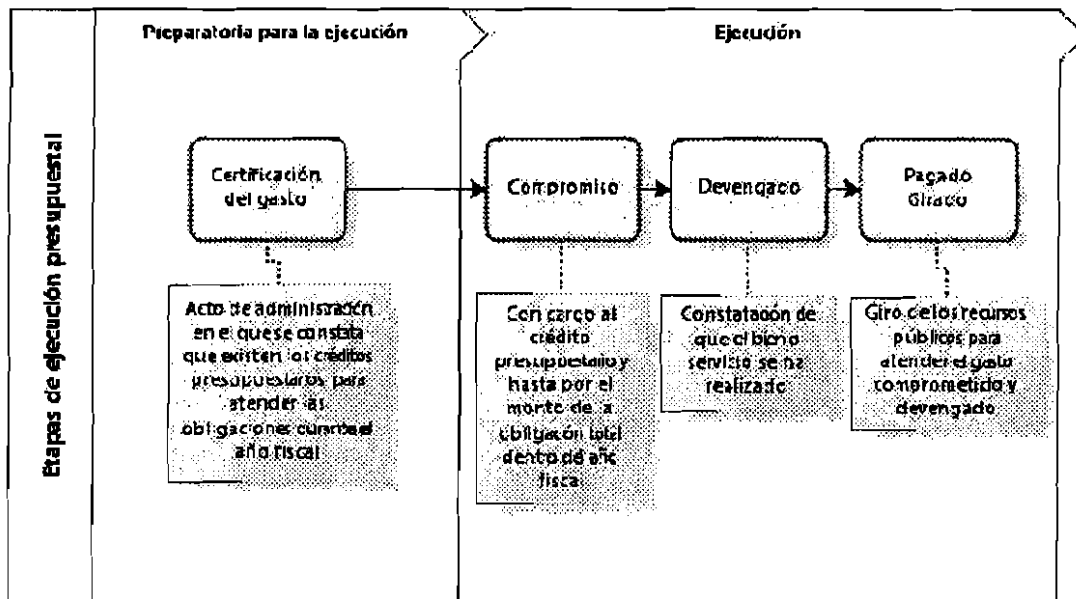 Preparatoria para la ejecución
Ejecución
Etapas de ejecución presupuestal
Certificación
del gasto
Compromiso
Devengado
Pagado
Girado
Acto de administración
en el que se constata
que existen los créditos
presupuestarios para
atender las
obligaciones durante el
año fiscal
Con cargo al
crédito
presupuestario y
hasta por el
monto de la
obligación total
dentro del año
fiscal
Constatación de
que el bien o
servicio se ha
realizado
Giro de los recursos
públicos para
atender el gasto
comprometido y
devengado